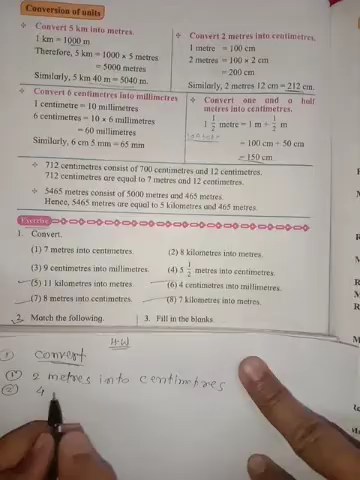 Conversion of units
Convert 5 km into metres.
1 km = 1000 m
Therefore, 5 km = 1000 × 5 metres
= 5000 metres
Similarly, 5 km 40 m = 5040 m.
Convert 2 metres into centimetres.
1 metre = 100 cm
2 metres = 100 × 2 cm
= 200 cm
Similarly, 2 metres 12 cm = 212 cm.
Convert 6 centimetres into millimetres
1 centimetre = 10 millimetres
6 centimetres = 10 × 6 millimetres
= 60 millimetres
Similarly, 6 cm 5 mm = 65 mm
Convert one and a half
metres into centimetres.
1 1/2 metre = 1 m + 1/2 m
= 100 cm + 50 cm
= 150 cm
712 centimetres consist of 700 centimetres and 12 centimetres.
712 centimetres are equal to 7 metres and 12 centimetres.
5465 metres consist of 5000 metres and 465 metres.
Hence, 5465 metres are equal to 5 kilometres and 465 metres.
Exercise
1. Convert.
(1) 7 metres into centimetres.
(2) 8 kilometres into metres.
(3) 9 centimetres into millimetres.
(4) 5 1/2 metres into centimetres.
(5) 11 kilometres into metres.
(6) 4 centimetres into millimetres.
(7) 8 metres into centimetres.
(8) 7 kilometres into metres.
2. Match the following.
3. Fill in the blanks
H.W
① convert
① 2 metres into centimetres
② 4